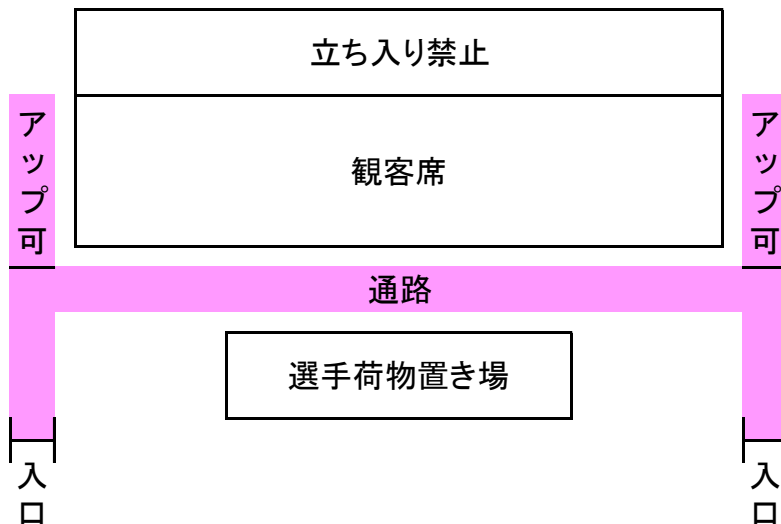 立ち入り禁止
アップ可
観客席
アップ可
通路
選手荷物置き場
入口
入口